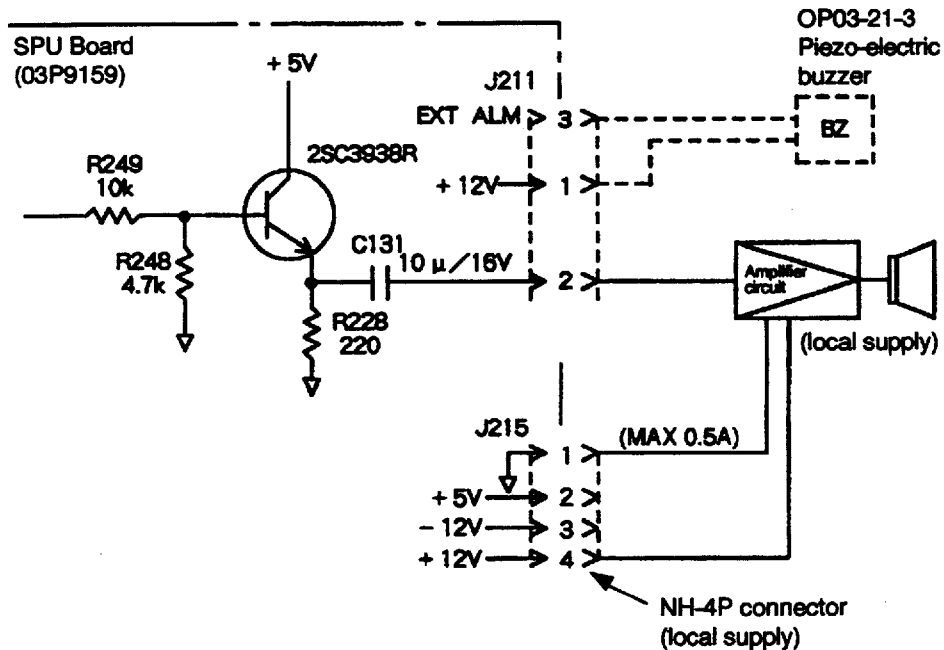 SPU Board
(03P9159)
+ 5V
OP03-21-3
Piezo-electric
buzzer
J211
EXT ALM
3
BZ
2SC3938R
R249
10k
+ 12V
1
R248
4.7k
C131
10 μ/16V
2
Amplifier
circuit
R228
220
(local supply)
J215
1
(MAX 0.5A)
+ 5V
2
- 12V
3
+ 12V
4
NH-4P connector
(local supply)